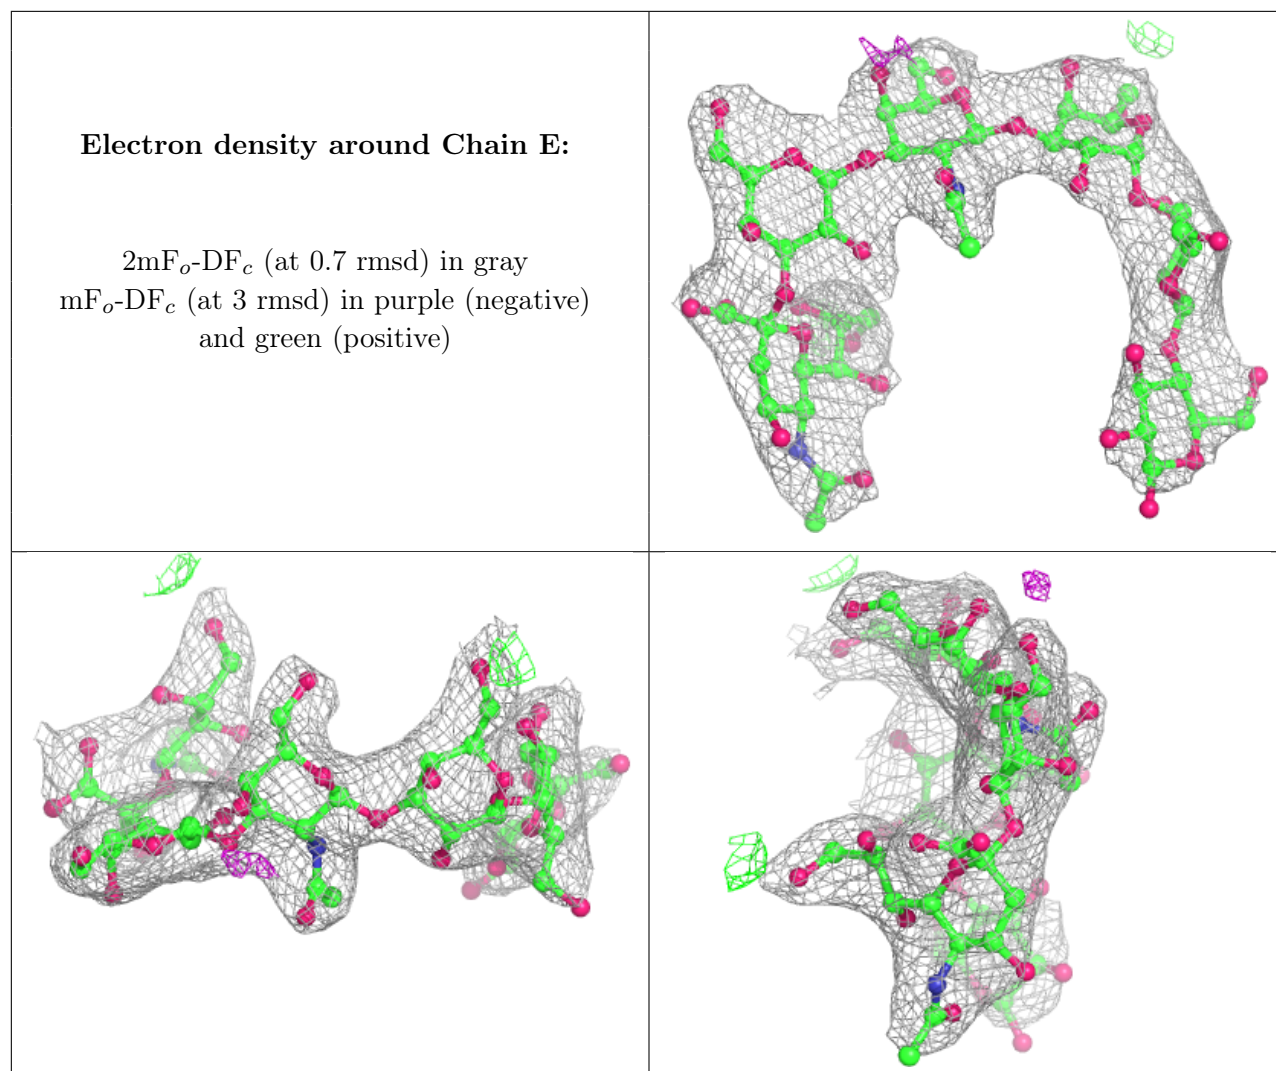 Electron density around Chain E:
2mFₒ-DF𝒸 (at 0.7 rmsd) in gray
mFₒ-DF𝒸 (at 3 rmsd) in purple (negative)
and green (positive)